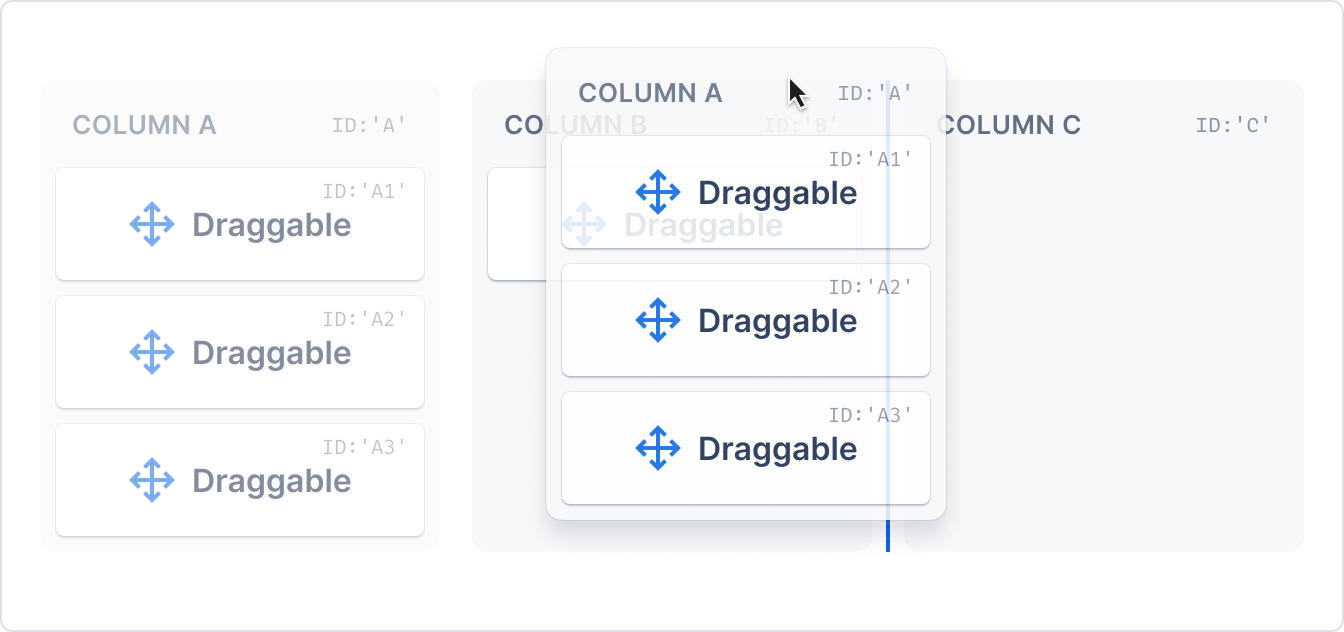 COLUMN A ID:'A'
ID:'A1'
Draggable
ID:'A2'
Draggable
ID:'A3'
Draggable
COLUMN B ID:'B'
Draggable
COLUMN A ID:'A'
ID:'A1'
Draggable
ID:'A2'
Draggable
ID:'A3'
Draggable
COLUMN C ID:'C'